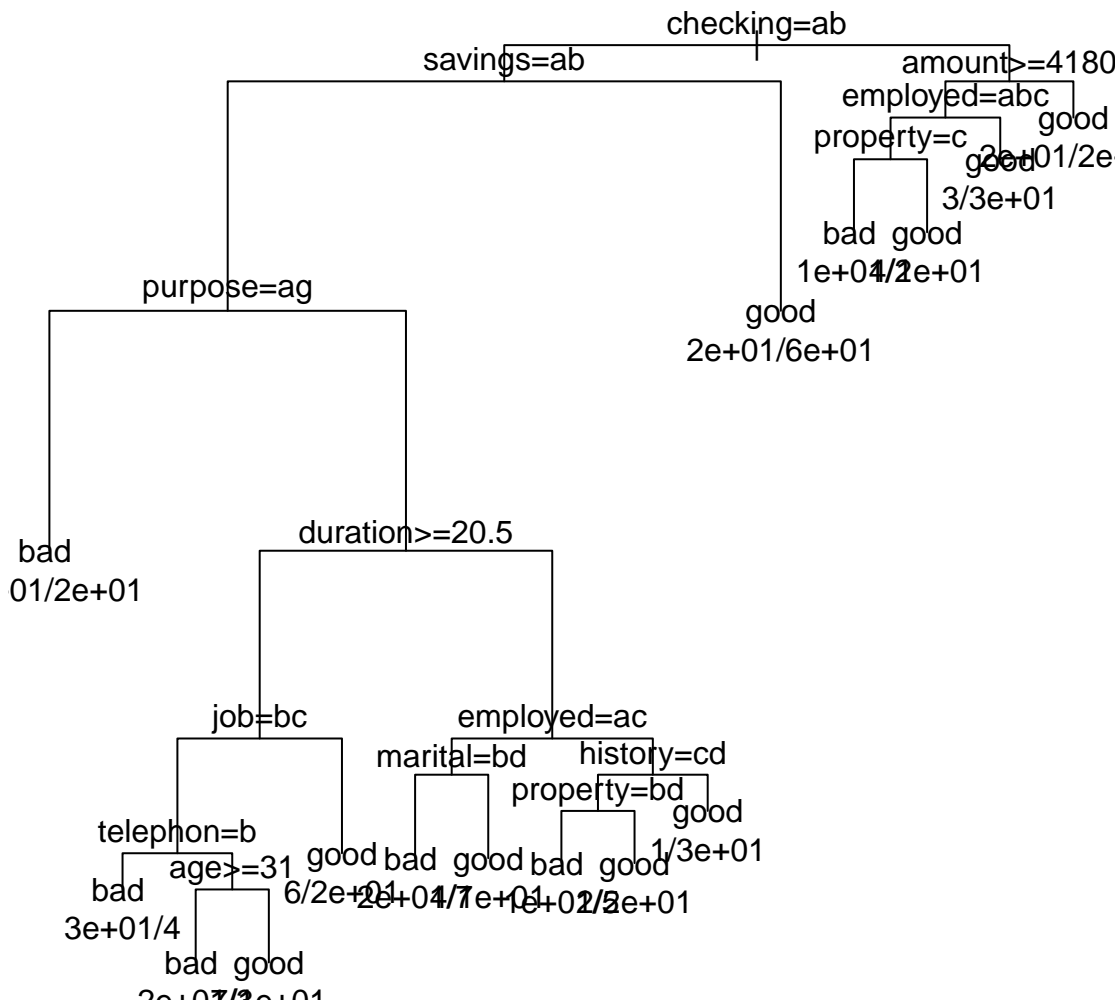 checking=ab
savings=ab
amount>=4180
employed=abc
good
property=c
good
3/3e+01
bad
good
purpose=ag
good
2e+01/6e+01
duration>=20.5
bad
01/2e+01
job=bc
employed=ac
marital=bd
history=cd
property=bd
good
1/3e+01
telephon=b
age>=31
good
bad
good
bad
good
bad
3e+01/4
bad
good